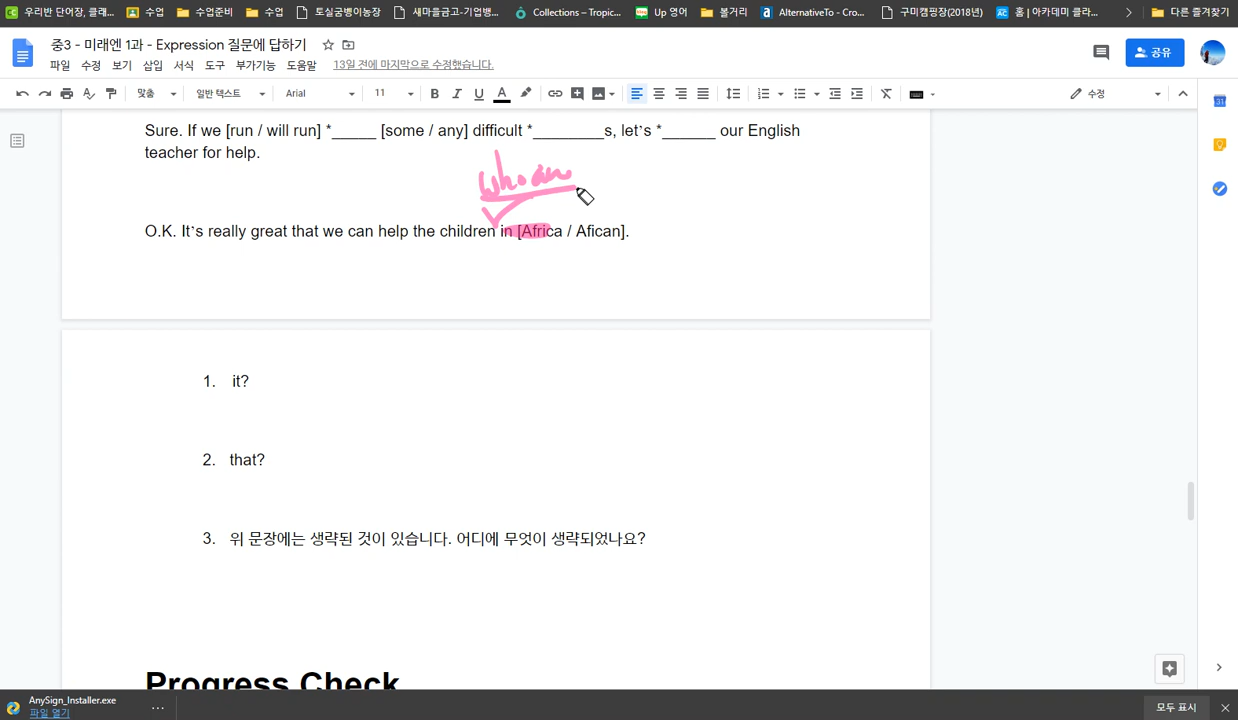 우리반 단어장, 클래... 수업 수업준비 수업 토실굼벵이농장 새마을금고-기업뱅... Collections – Tropic... Up 영어 볼거리 AlternativeTo - Cro... 구미캠핑장(2018년) 홈 | 아카데미 클라... 다른 즐겨찾기
중3 - 미래엔 1과 - Expression 질문에 답하기
공유
파일 수정 보기 삽입 서식 도구 부가기능 도움말 13일 전에 마지막으로 수정했습니다.
맞춤 일반 텍스트 Arial 11 B I U A 수정
Sure. If we [run / will run] *_____ [some / any] difficult *________s, let's *______ our English
teacher for help.
who are
O.K. It's really great that we can help the children in [Africa / Afican].
1. it?
2. that?
3. 위 문장에는 생략된 것이 있습니다. 어디에 무엇이 생략되었나요?
Progress Check
AnySign_Installer.exe
파일 열기
모두 표시